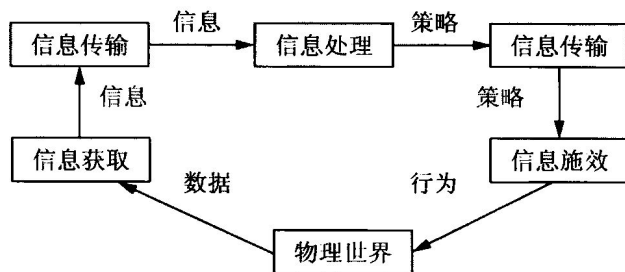 信息传输 信息 信息处理 策略 信息传输
信息 策略
信息获取 信息施效
数据 行为
物理世界